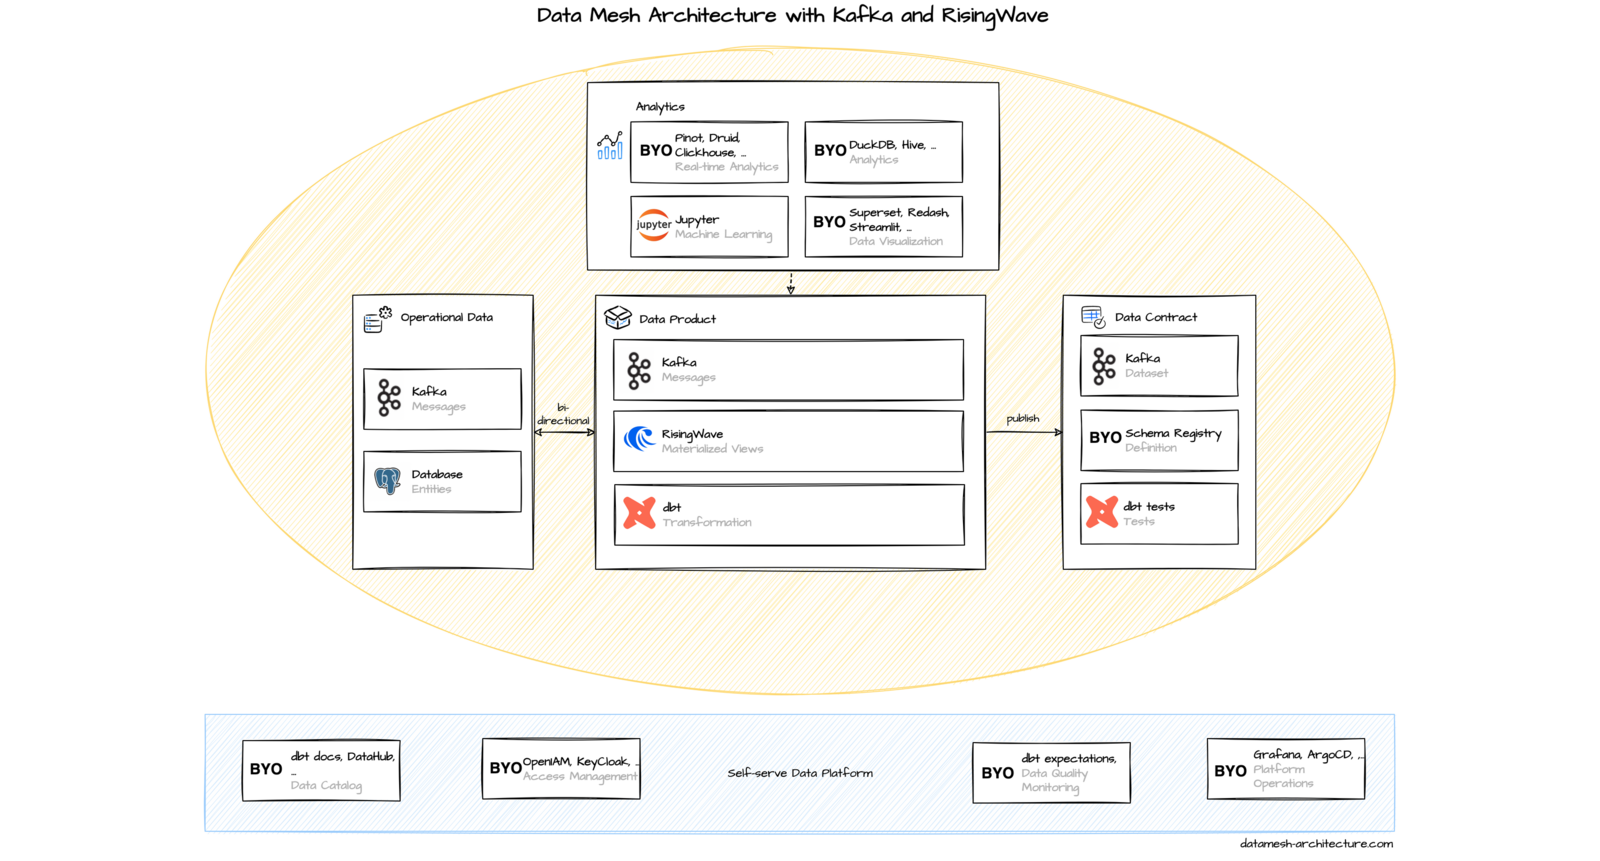 Data Mesh Architecture with Kafka and RisingWave
Analytics
BYO
Pinot, Druid,
Clickhouse, ...
Real-time Analytics
BYO
DuckDB, Hive, ...
Analytics
jupyter
Jupyter
Machine Learning
BYO
Superset, Redash,
Streamlit, ...
Data Visualization
Operational Data
Kafka
Messages
Database
Entities
bi-
directional
Data Product
Kafka
Messages
RisingWave
Materialized Views
dbt
Transformation
publish
Data Contract
Kafka
Dataset
BYO
Schema Registry
Definition
dbt tests
Tests
BYO
dbt docs, DataHub,
...
Data Catalog
BYO
OpenIAM, KeyCloak, ...
Access Management
Self-serve Data Platform
BYO
dbt expectations,
Data Quality
Monitoring
BYO
Grafana, ArgoCD, ,...
Platform
Operations
datamesh-architecture.com